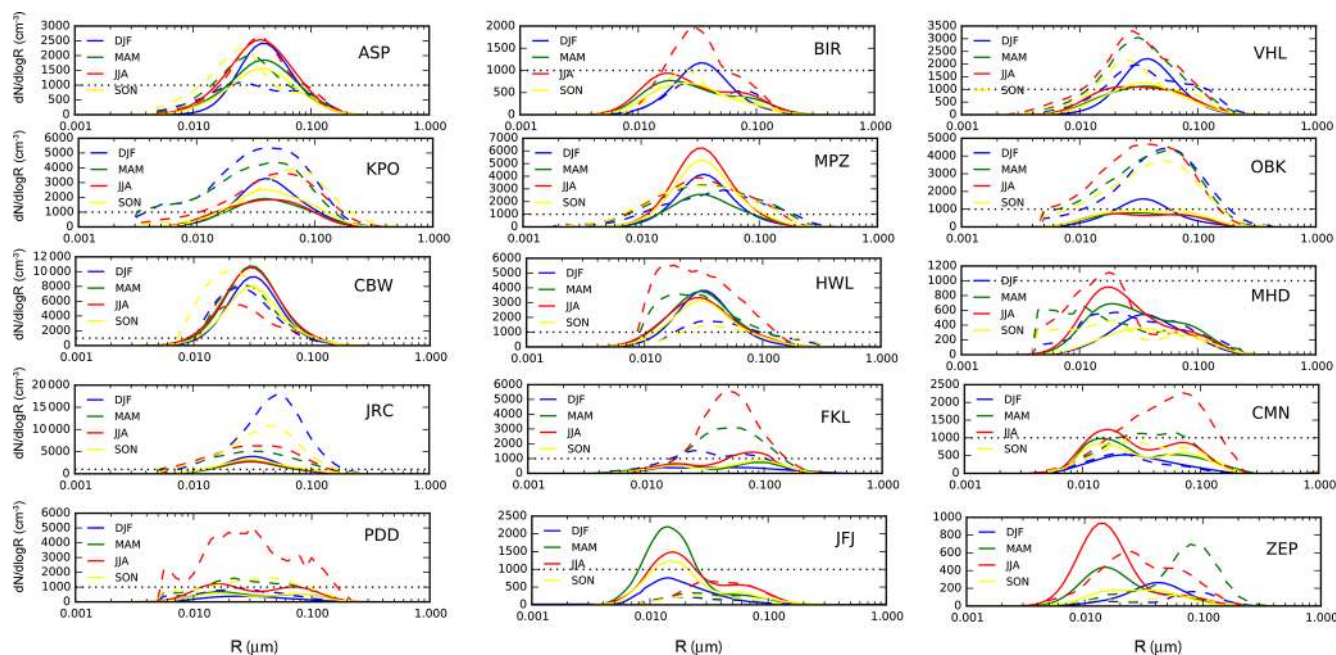 dN/dlogR (cm⁻³)
3000
2500
2000
1500
1000
500
0
DJF
MAM
JJA
SON
ASP
0.001 0.010 0.100 1.000
2000
1500
1000
500
0
DJF
MAM
JJA
SON
BIR
0.001 0.010 0.100 1.000
3500
3000
2500
2000
1500
1000
500
0
DJF
MAM
JJA
SON
VHL
0.001 0.010 0.100 1.000
dN/dlogR (cm⁻³)
6000
5000
4000
3000
2000
1000
0
DJF
MAM
JJA
SON
KPO
0.001 0.010 0.100 1.000
7000
6000
5000
4000
3000
2000
1000
0
DJF
MAM
JJA
SON
MPZ
0.001 0.010 0.100 1.000
5000
4000
3000
2000
1000
0
DJF
MAM
JJA
SON
OBK
0.001 0.010 0.100 1.000
dN/dlogR (cm⁻³)
12 000
10 000
8000
6000
4000
2000
0
DJF
MAM
JJA
SON
CBW
0.001 0.010 0.100 1.000
6000
5000
4000
3000
2000
1000
0
DJF
MAM
JJA
SON
HWL
0.001 0.010 0.100 1.000
1200
1000
800
600
400
200
0
DJF
MAM
JJA
SON
MHD
0.001 0.010 0.100 1.000
dN/dlogR (cm⁻³)
20 000
15 000
10 000
5000
0
DJF
MAM
JJA
SON
JRC
0.001 0.010 0.100 1.000
6000
5000
4000
3000
2000
1000
0
DJF
MAM
JJA
SON
FKL
0.001 0.010 0.100 1.000
2500
2000
1500
1000
500
0
DJF
MAM
JJA
SON
CMN
0.001 0.010 0.100 1.000
dN/dlogR (cm⁻³)
6000
5000
4000
3000
2000
1000
0
DJF
MAM
JJA
SON
PDD
0.001 0.010 0.100 1.000
R (μm)
2500
2000
1500
1000
500
0
DJF
MAM
JJA
SON
JFJ
0.001 0.010 0.100 1.000
R (μm)
1000
800
600
400
200
0
DJF
MAM
JJA
SON
ZEP
0.001 0.010 0.100 1.000
R (μm)